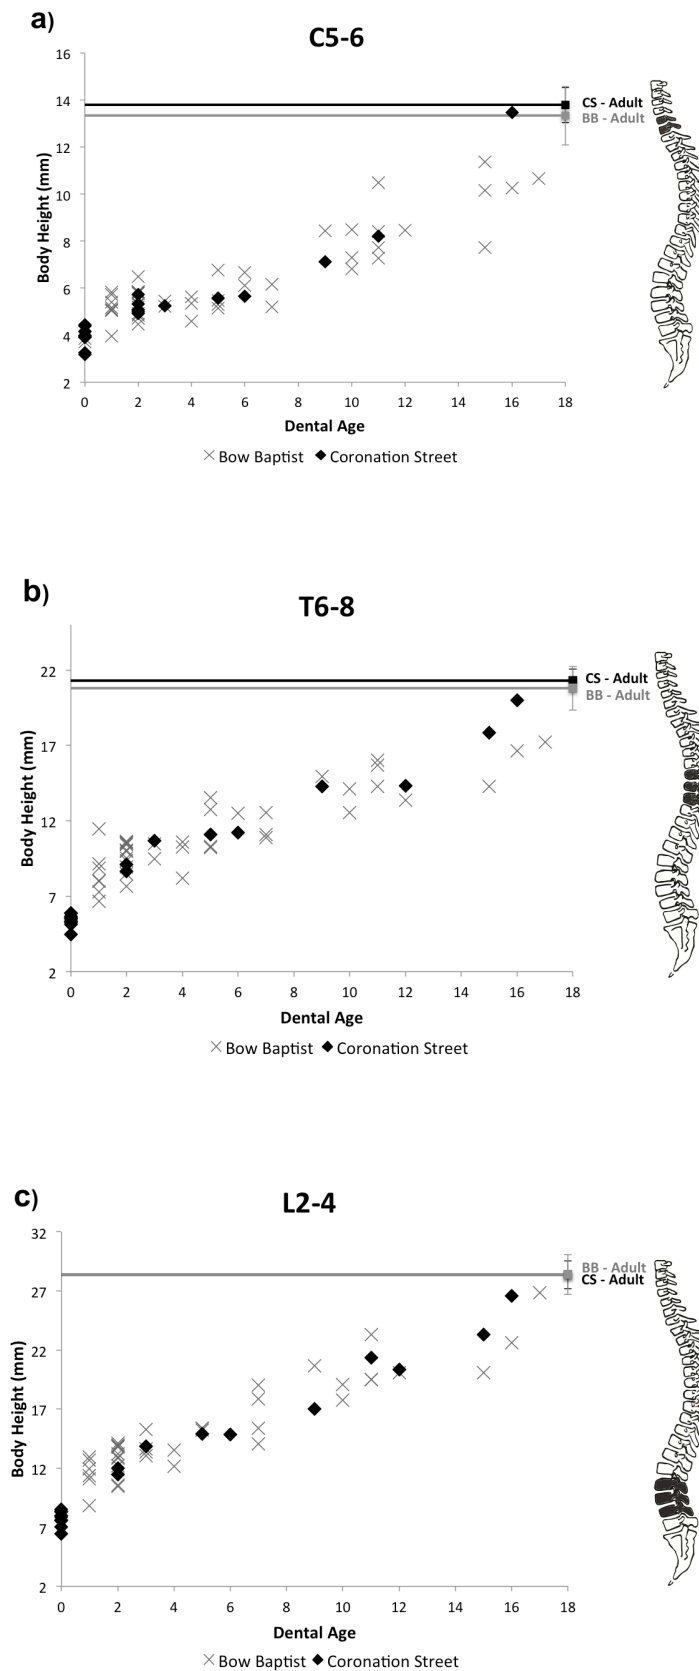 a)
C5-6
16
14
12
10
8
6
4
2
Body Height (mm)
CS - Adult
BB - Adult
0 2 4 6 8 10 12 14 16 18
Dental Age
Bow Baptist Coronation Street
b)
T6-8
22
17
12
7
2
Body Height (mm)
CS - Adult
BB - Adult
0 2 4 6 8 10 12 14 16 18
Dental Age
Bow Baptist Coronation Street
c)
L2-4
32
27
22
17
12
7
2
Body Height (mm)
BB - Adult
CS - Adult
0 2 4 6 8 10 12 14 16 18
Dental Age
Bow Baptist Coronation Street